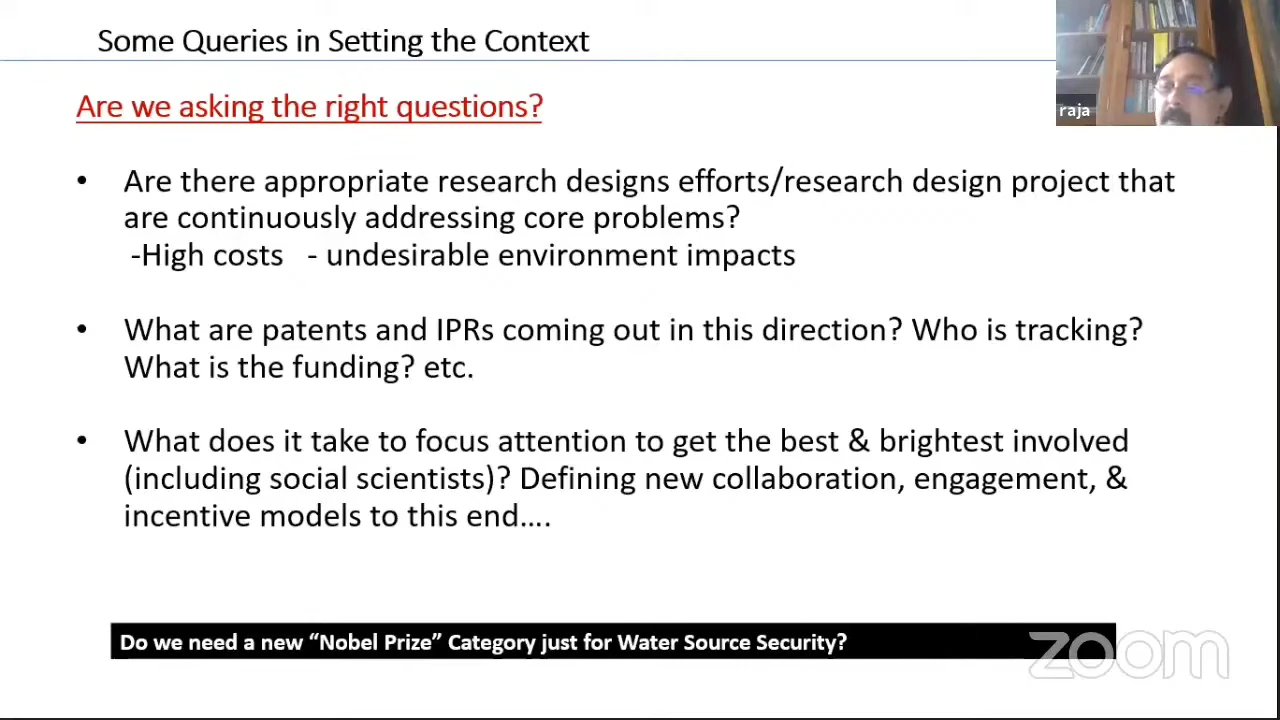 Some Queries in Setting the Context
raja
Are we asking the right questions?
• Are there appropriate research designs efforts/research design project that
are continuously addressing core problems?
-High costs - undesirable environment impacts
• What are patents and IPRs coming out in this direction? Who is tracking?
What is the funding? etc.
• What does it take to focus attention to get the best & brightest involved
(including social scientists)? Defining new collaboration, engagement, &
incentive models to this end….
Do we need a new “Nobel Prize” Category just for Water Source Security?
zoom